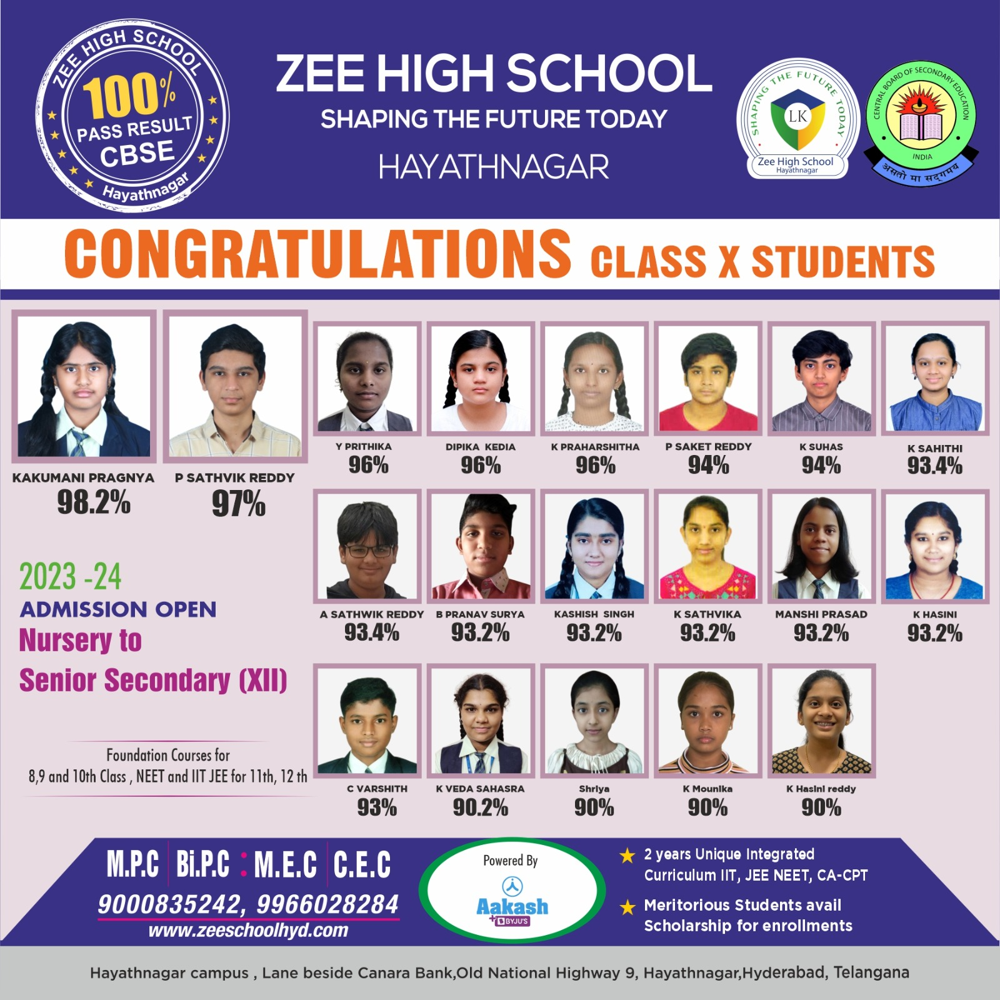 ZEE HIGH SCHOOL
100%
PASS RESULT
CBSE
Hayathnagar
ZEE HIGH SCHOOL
SHAPING THE FUTURE TODAY
HAYATHNAGAR
SHAPING THE FUTURE TODAY
LK
Zee High School
Hayathnagar
CENTRAL BOARD OF SECONDARY EDUCATION
INDIA
असतो मा सद्गमय
CONGRATULATIONS CLASS X STUDENTS
KAKUMANI PRAGNYA
98.2%
P SATHVIK REDDY
97%
Y PRITHIKA
96%
DIPIKA KEDIA
96%
K PRAHARSHITHA
96%
P SAKET REDDY
94%
K SUHAS
94%
K SAHITHI
93.4%
A SATHWIK REDDY
93.4%
B PRANAV SURYA
93.2%
KASHISH SINGH
93.2%
K SATHVIKA
93.2%
MANSHI PRASAD
93.2%
K HASINI
93.2%
C VARSHITH
93%
K VEDA SAHASRA
90.2%
Shriya
90%
K Mounika
90%
K Hasini reddy
90%
2023 -24
ADMISSION OPEN
Nursery to
Senior Secondary (XII)
Foundation Courses for
8,9 and 10th Class , NEET and IIT JEE for 11th, 12 th
M.P.C Bi.P.C : M.E.C C.E.C
9000835242, 9966028284
www.zeeschoolhyd.com
Powered By
Aakash
+ BYJU'S
2 years Unique Integrated
Curriculum IIT, JEE NEET, CA-CPT
Meritorious Students avail
Scholarship for enrollments
Hayathnagar campus , Lane beside Canara Bank,Old National Highway 9, Hayathnagar,Hyderabad, Telangana